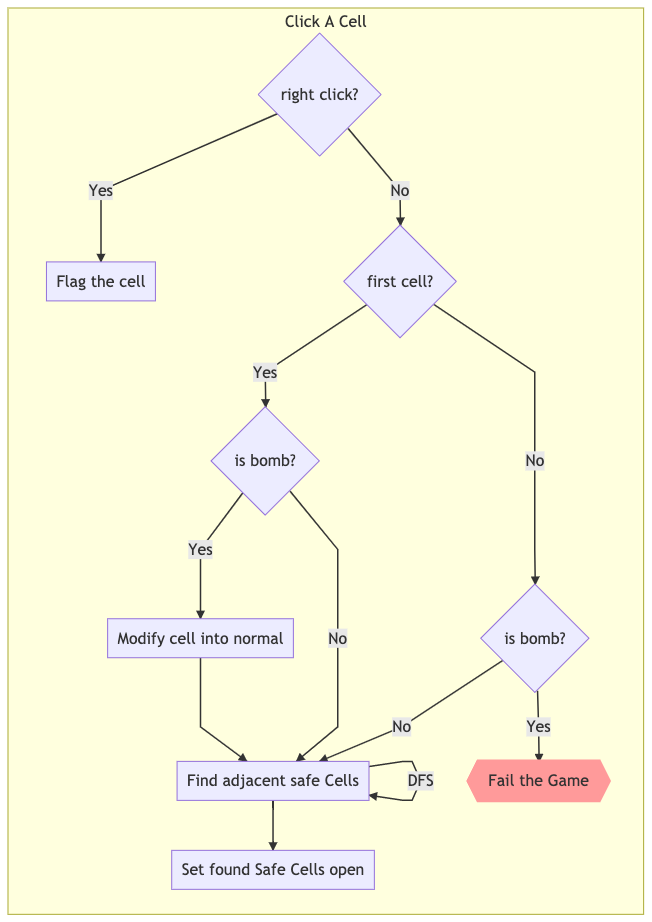 Click A Cell
right click?
Yes
No
Flag the cell
first cell?
Yes
No
is bomb?
Yes
No
Modify cell into normal
is bomb?
No
Yes
Find adjacent safe Cells
DFS
Fail the Game
Set found Safe Cells open